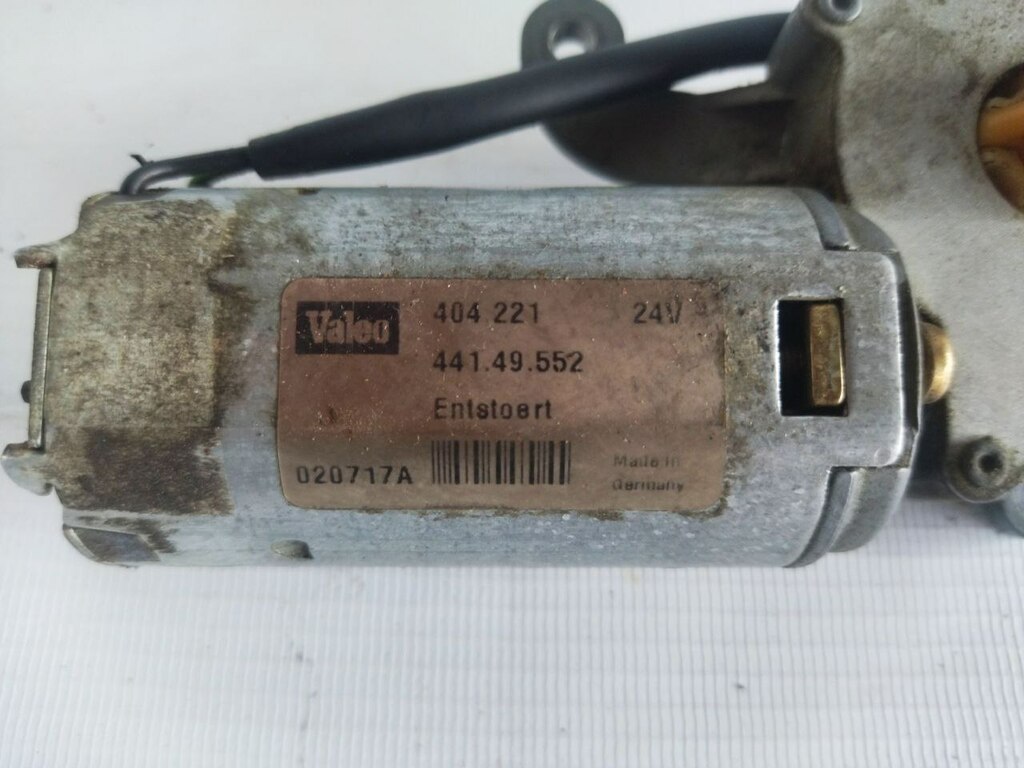 Valeo 404.221 24V
441.49.552
Entstoert
020717A
Made in
Germany